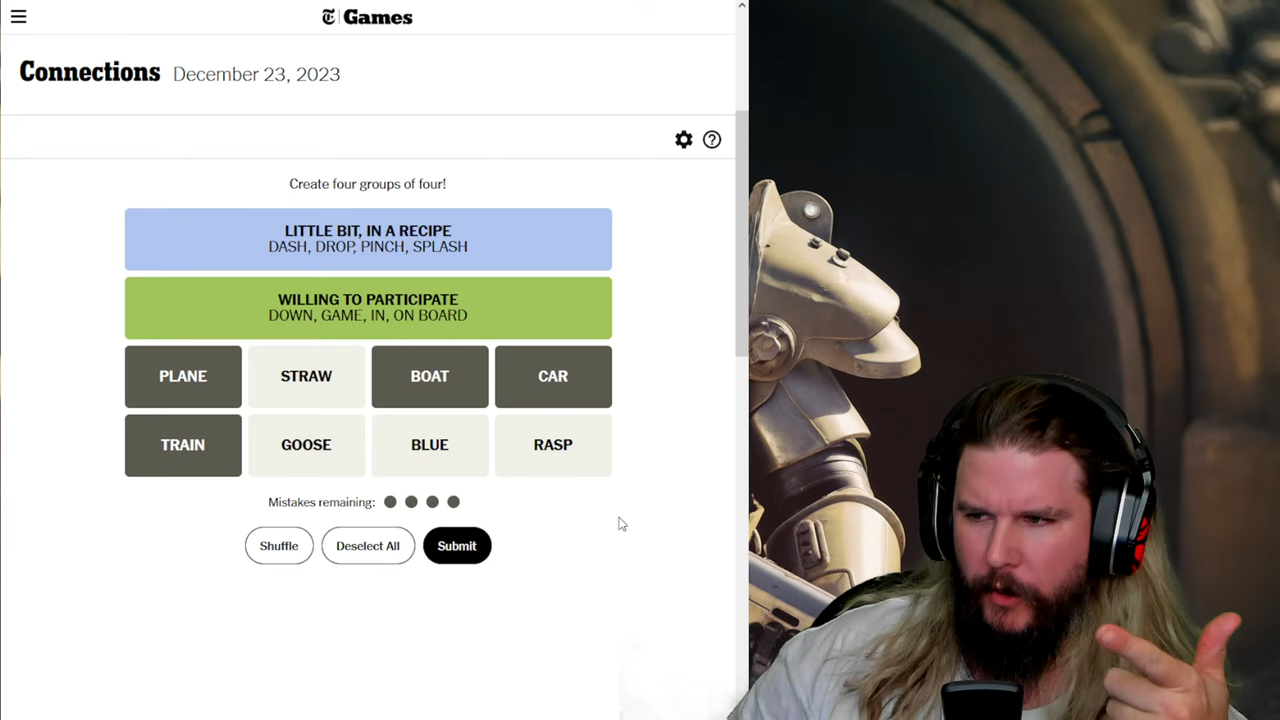 Games
Connections December 23, 2023
Create four groups of four!
LITTLE BIT, IN A RECIPE
DASH, DROP, PINCH, SPLASH
WILLING TO PARTICIPATE
DOWN, GAME, IN, ON BOARD
PLANE STRAW BOAT CAR
TRAIN GOOSE BLUE RASP
Mistakes remaining:
Shuffle Deselect All Submit